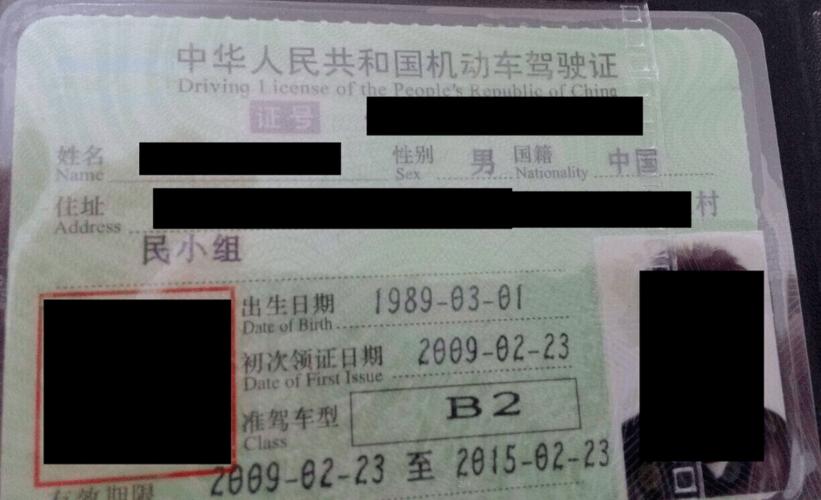 中华人民共和国机动车驾驶证
Driving License of the People's Republic of China
证号
姓名 性别 男 国籍 中国
Name Sex Nationality
住址 村
Address
民小组
出生日期 1989-03-01
Date of Birth
初次领证日期 2009-02-23
Date of First Issue
准驾车型 B2
Class
有效期限 2009-02-23 至 2015-02-23